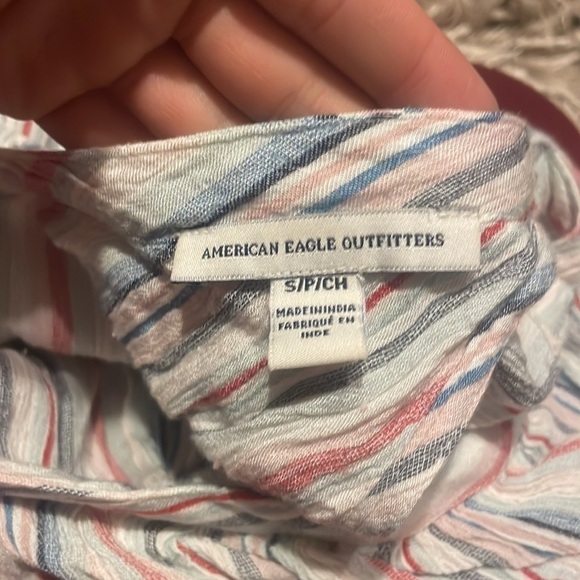 AMERICAN EAGLE OUTFITTERS
S/P/CH
MADE IN INDIA
FABRIQUÉ EN
INDE